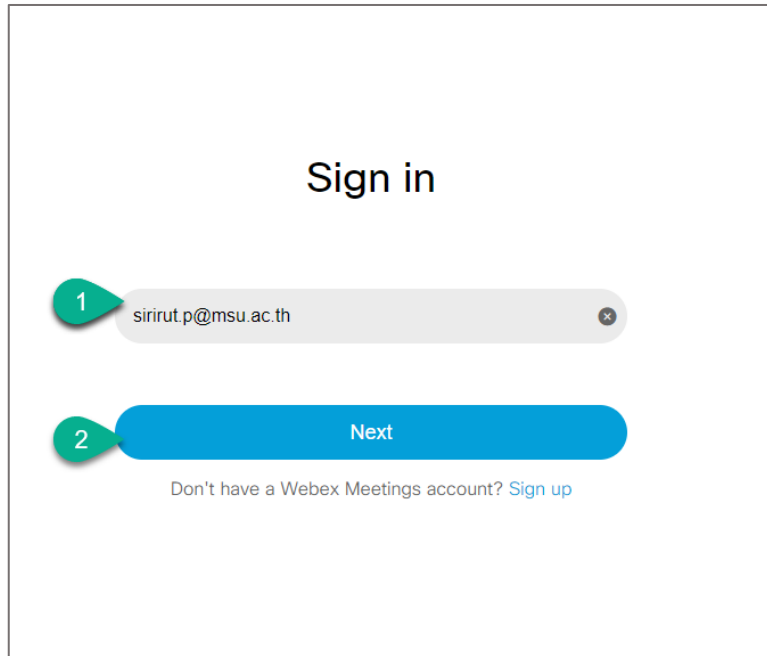 Sign in
1
sirirut.p@msu.ac.th
2
Next
Don't have a Webex Meetings account? Sign up